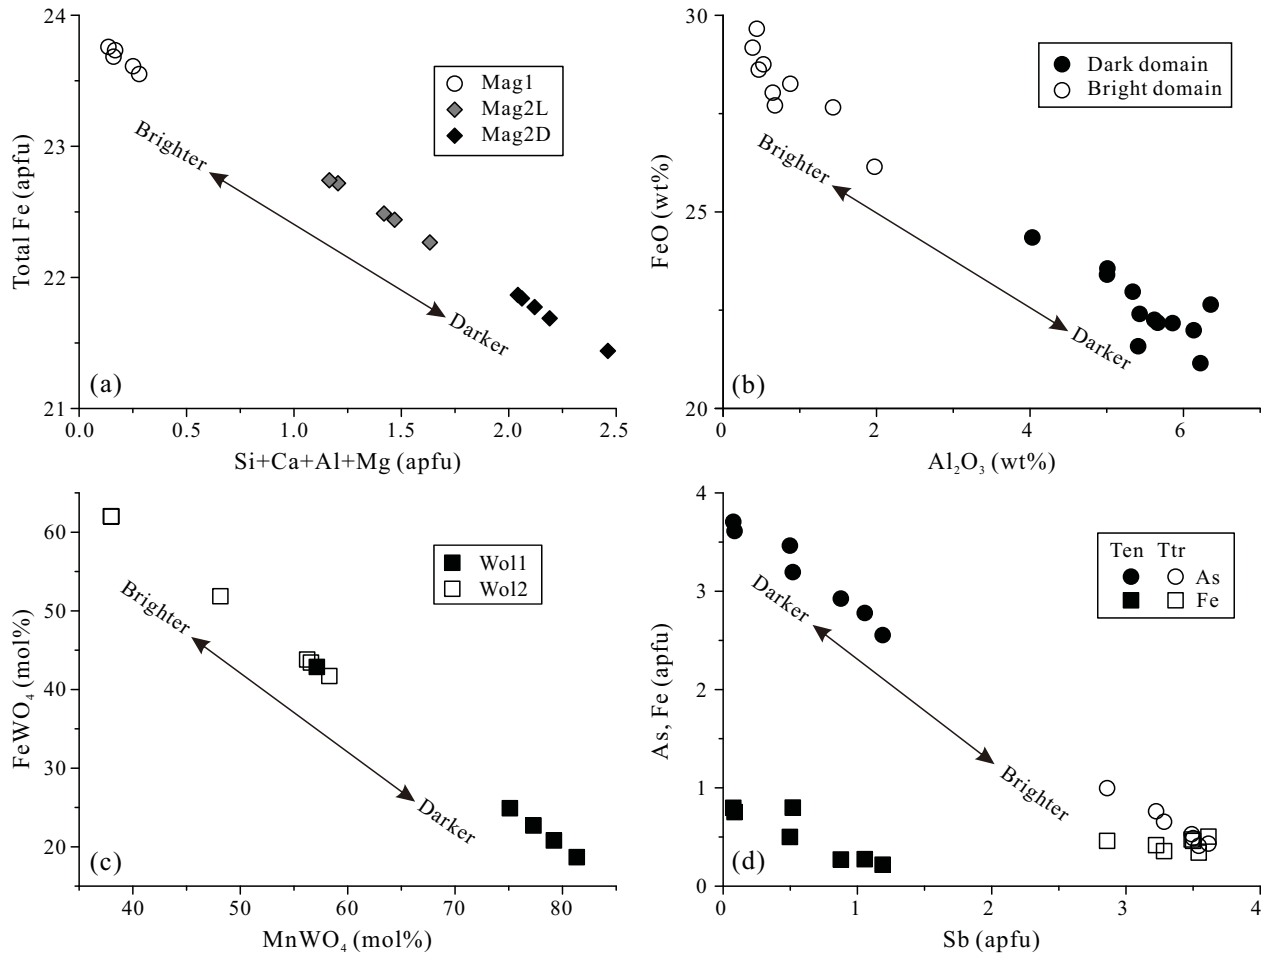 24
23
22
21
Total Fe (apfu)
Mag1
Mag2L
Mag2D
Brighter
Darker
(a)
0.0 0.5 1.0 1.5 2.0 2.5
Si+Ca+Al+Mg (apfu)
30
25
20
FeO (wt%)
Dark domain
Bright domain
Brighter
Darker
(b)
0 2 4 6
Al₂O₃ (wt%)
60
50
40
30
20
FeWO₄ (mol%)
Wol1
Wol2
Brighter
Darker
(c)
40 50 60 70 80
MnWO₄ (mol%)
4
3
2
1
0
As, Fe (apfu)
Ten Ttr
As
Fe
Darker
Brighter
(d)
0 1 2 3 4
Sb (apfu)